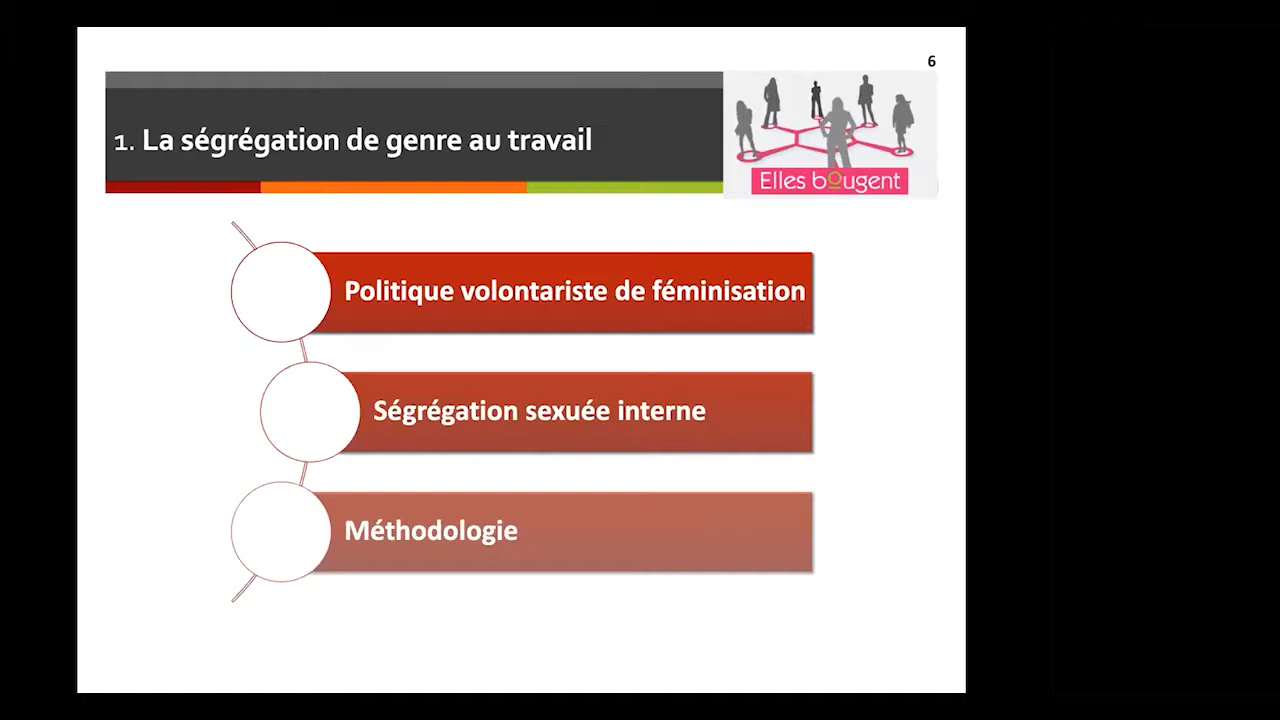 6
1. La ségrégation de genre au travail
Elles bougent
Politique volontariste de féminisation
Ségrégation sexuée interne
Méthodologie